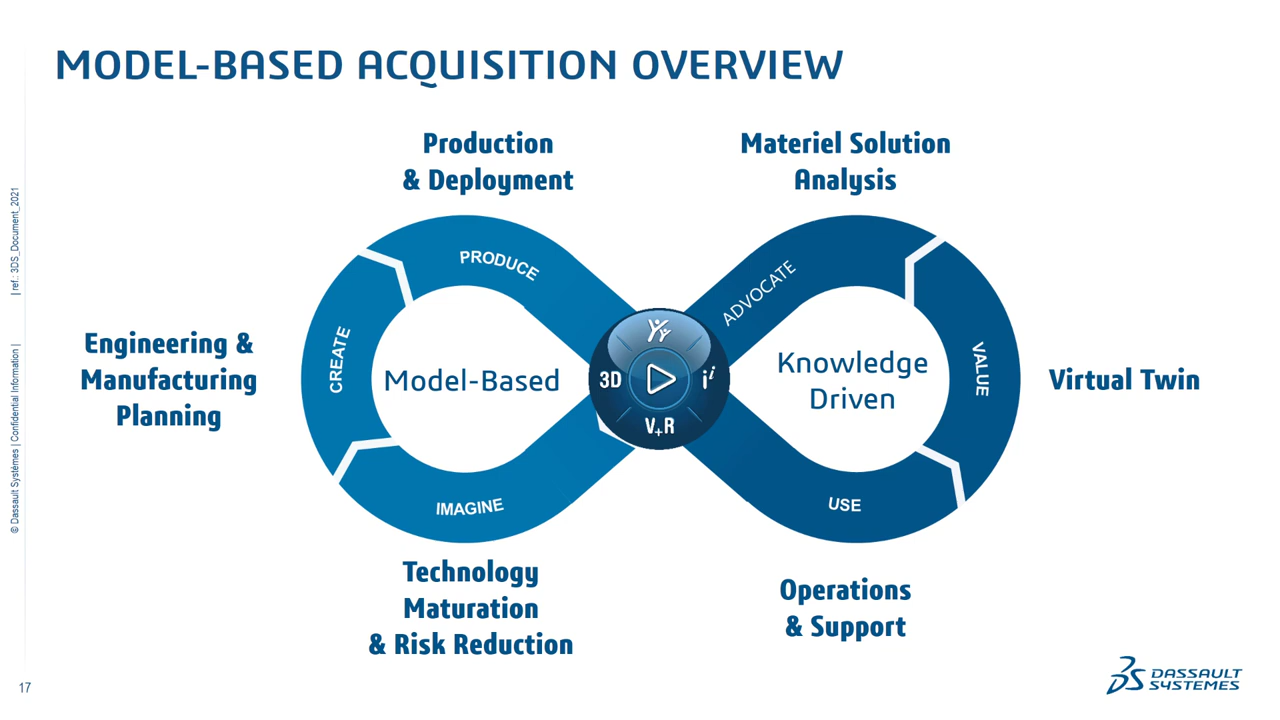 MODEL-BASED ACQUISITION OVERVIEW
Production
& Deployment
Materiel Solution
Analysis
PRODUCE
ADVOCATE
CREATE
Engineering &
Manufacturing
Planning
Model-Based
3D
i
V+R
Knowledge
Driven
VALUE
Virtual Twin
IMAGINE
USE
Technology
Maturation
& Risk Reduction
Operations
& Support
© Dassault Systèmes | Confidential Information | | ref.: 3DS_Document_2021
17
3DS DASSAULT
SYSTEMES